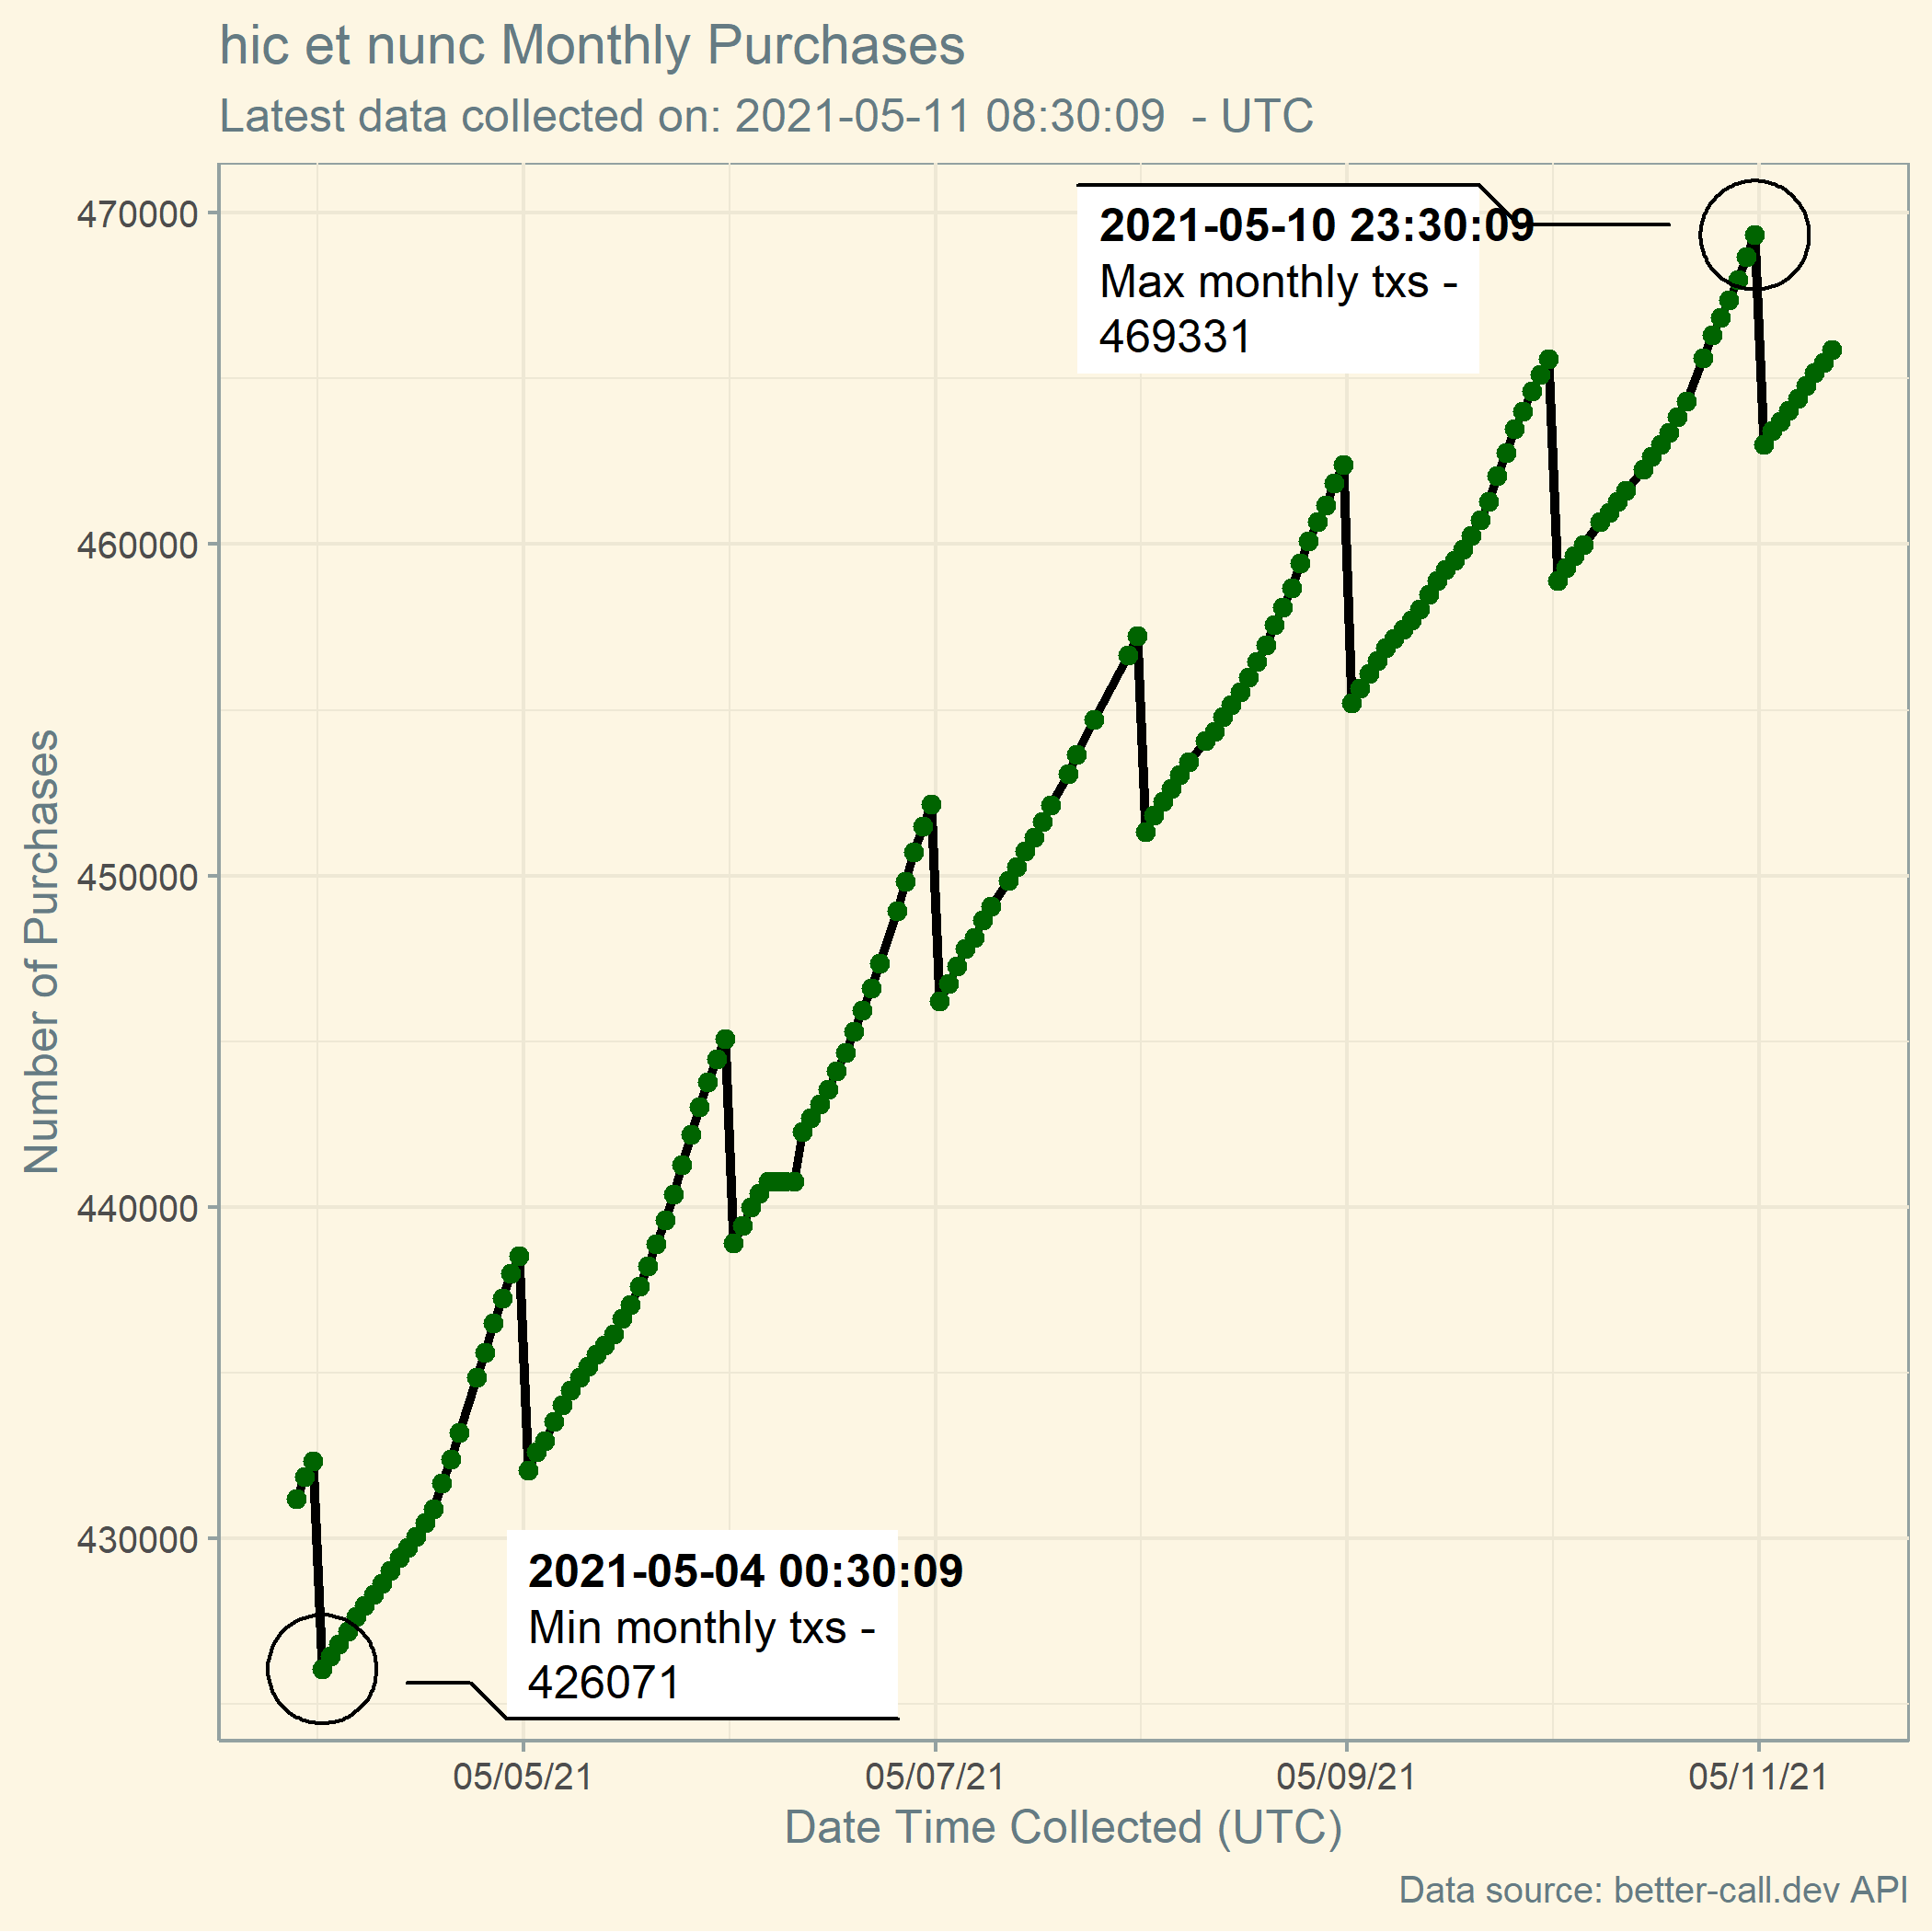 hic et nunc Monthly Purchases
Latest data collected on: 2021-05-11 08:30:09  - UTC
470000
460000
450000
440000
430000
Number of Purchases
2021-05-10 23:30:09
Max monthly txs -
469331
2021-05-04 00:30:09
Min monthly txs -
426071
05/05/21
05/07/21
05/09/21
05/11/21
Date Time Collected (UTC)
Data source: better-call.dev API